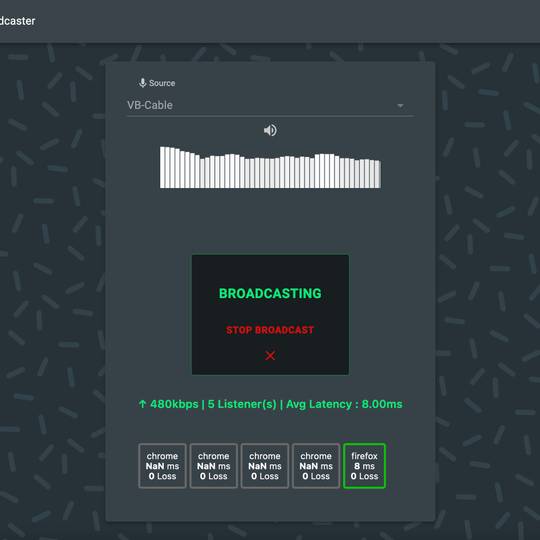 dcaster
Source
VB-Cable
BROADCASTING
STOP BROADCAST
↑ 480kbps | 5 Listener(s) | Avg Latency : 8.00ms
chrome
NaN ms
0 Loss
chrome
NaN ms
0 Loss
chrome
NaN ms
0 Loss
chrome
NaN ms
0 Loss
firefox
8 ms
0 Loss